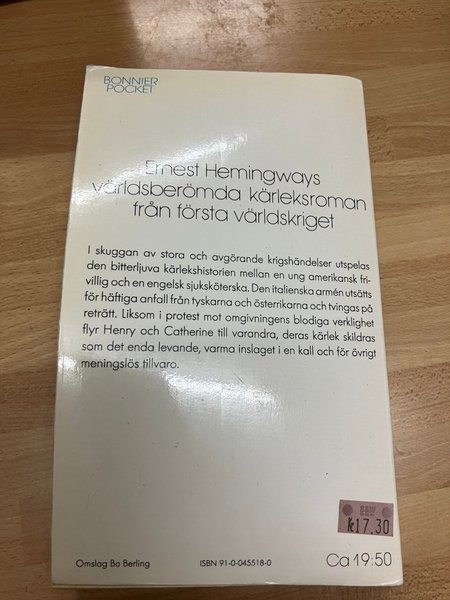 BONNIER
POCKET
Ernest Hemingways
världsberömda kärleksroman
från första världskriget
I skuggan av stora och avgörande krigshändelser utspelas
den bitterljuva kärlekshistorien mellan en ung amerikansk fri-
villig och en engelsk sjuksköterska. Den italienska armén utsätts
för häftiga anfall från tyskarna och österrikarna och tvingas på
reträtt. Liksom i protest mot omgivningens blodiga verklighet
flyr Henry och Catherine till varandra, deras kärlek skildras
som det enda levande, varma inslaget i en kall och för övrigt
meningslös tillvaro.
k17.30
Omslag Bo Berling
ISBN 91-0-045518-0
Ca 19:50